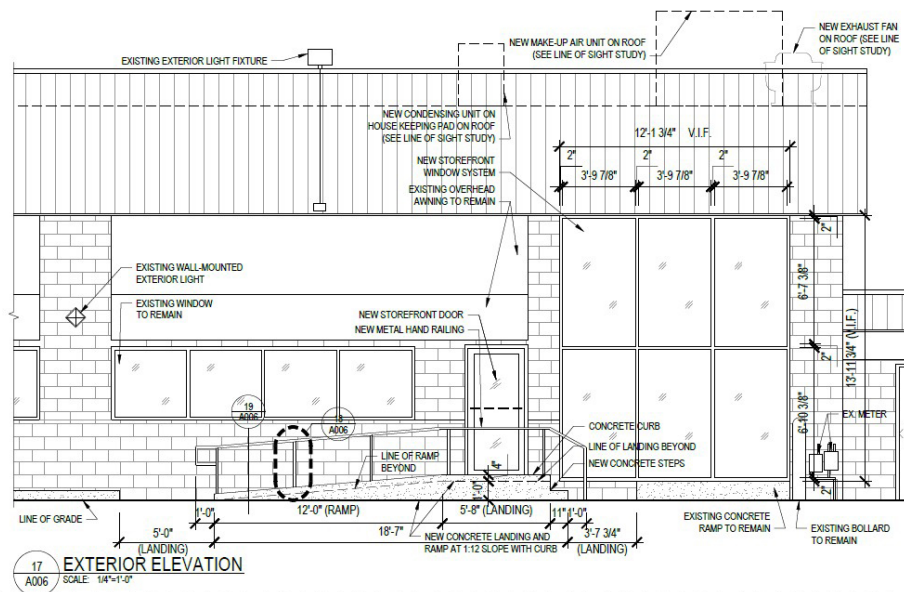 NEW EXHAUST FAN
ON ROOF (SEE LINE
OF SIGHT STUDY)
NEW MAKE-UP AIR UNIT ON ROOF
(SEE LINE OF SIGHT STUDY)
EXISTING EXTERIOR LIGHT FIXTURE
NEW CONDENSING UNIT ON
HOUSE KEEPING PAD ON ROOF
(SEE LINE OF SIGHT STUDY)
12'-1 3/4" V.I.F.
2" 2" 2"
3'-9 7/8" 3'-9 7/8" 3'-9 7/8"
NEW STOREFRONT
WINDOW SYSTEM
EXISTING OVERHEAD
AWNING TO REMAIN
2"
6'-7 3/8"
2"
13'-11 3/4" (V.I.F.)
6'-10 3/8"
2"
EXISTING WALL-MOUNTED
EXTERIOR LIGHT
EXISTING WINDOW
TO REMAIN
NEW STOREFRONT DOOR
NEW METAL HAND RAILING
19
A006
18
A006
EX. METER
CONCRETE CURB
LINE OF LANDING BEYOND
NEW CONCRETE STEPS
LINE OF RAMP
BEYOND
4"
LINE OF GRADE
1'-0"
12'-0" (RAMP)
5'-8" (LANDING)
11"
1'-0"
5'-0"
(LANDING)
18'-7"
3'-7 3/4"
(LANDING)
NEW CONCRETE LANDING AND
RAMP AT 1:12 SLOPE WITH CURB
EXISTING CONCRETE
RAMP TO REMAIN
EXISTING BOLLARD
TO REMAIN
17
A006
EXTERIOR ELEVATION
SCALE: 1/4"=1'-0"